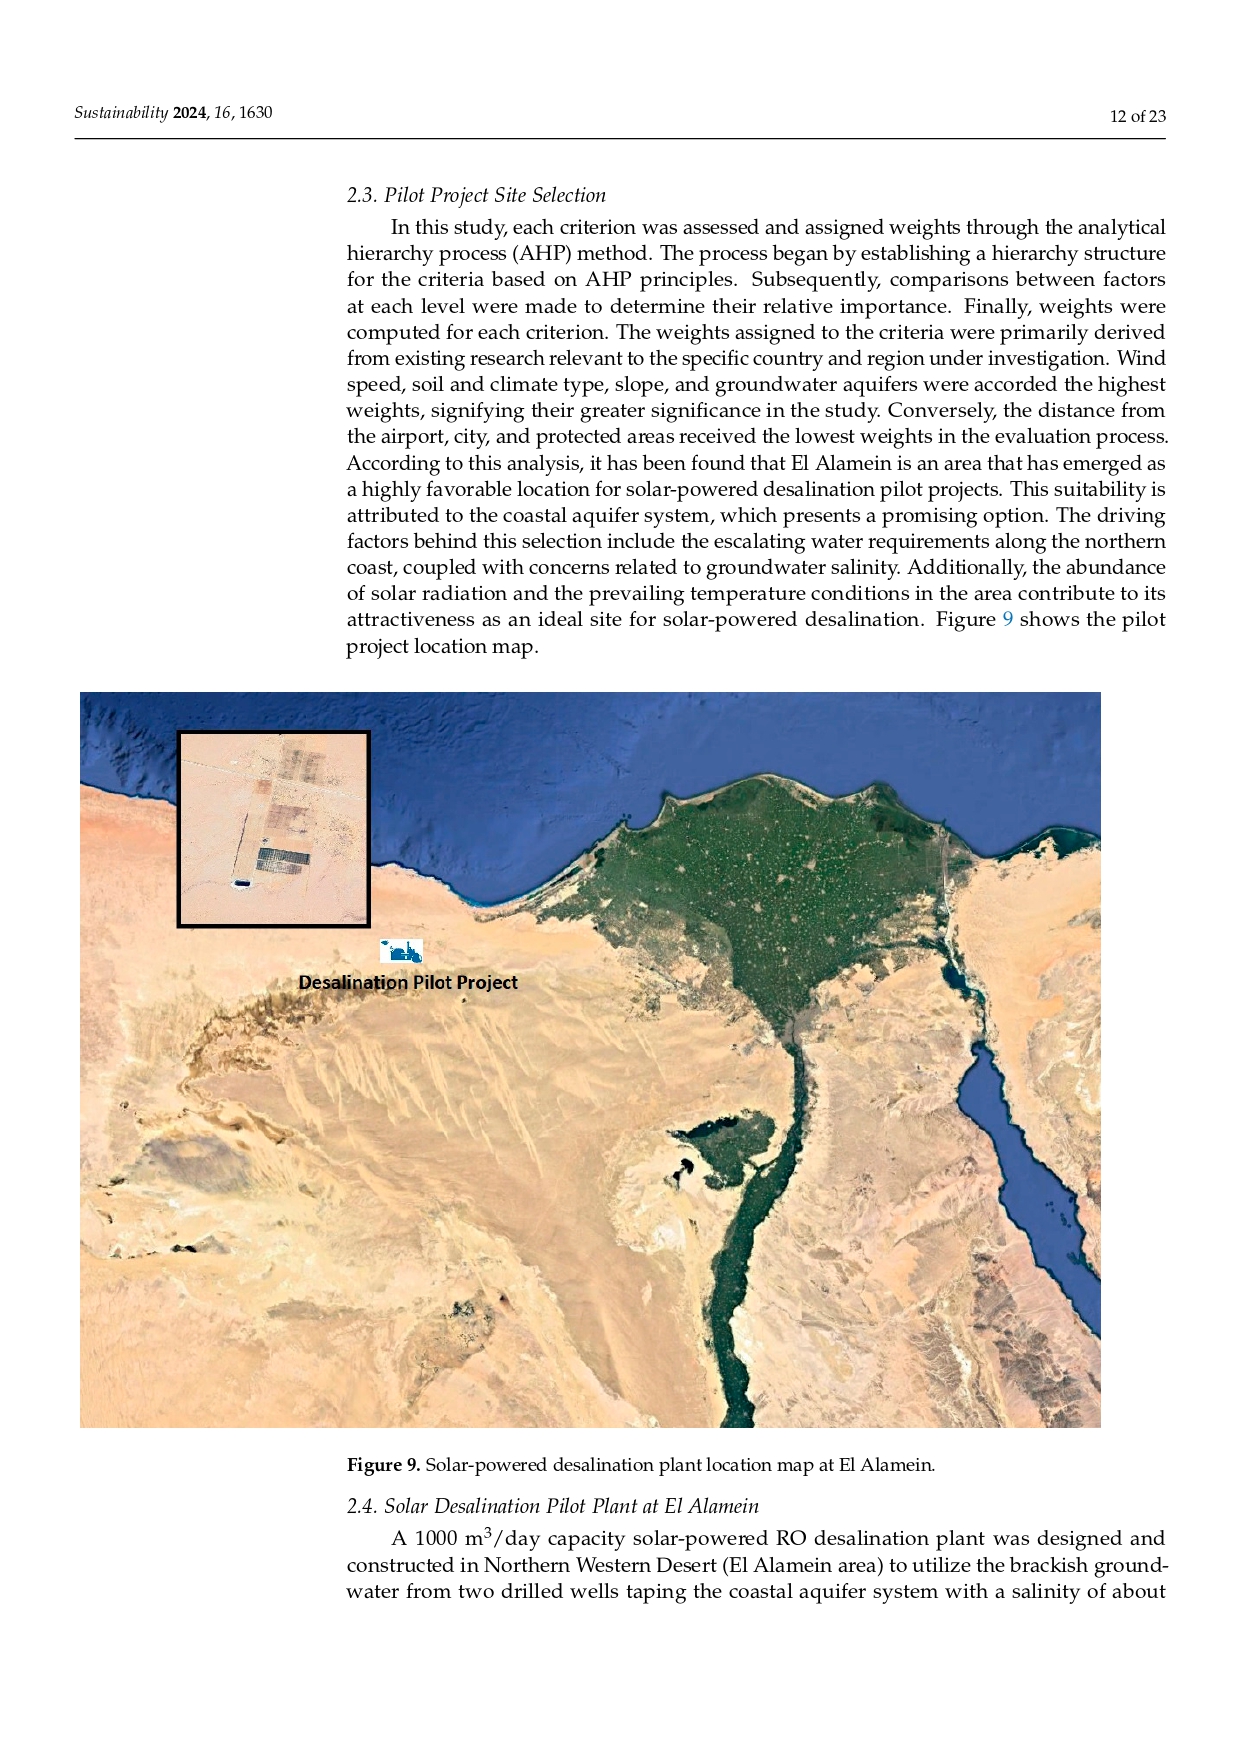 Sustainability 2024, 16, 1630
12 of 23
2.3. Pilot Project Site Selection
In this study, each criterion was assessed and assigned weights through the analytical
hierarchy process (AHP) method. The process began by establishing a hierarchy structure
for the criteria based on AHP principles. Subsequently, comparisons between factors
at each level were made to determine their relative importance. Finally, weights were
computed for each criterion. The weights assigned to the criteria were primarily derived
from existing research relevant to the specific country and region under investigation. Wind
speed, soil and climate type, slope, and groundwater aquifers were accorded the highest
weights, signifying their greater significance in the study. Conversely, the distance from
the airport, city, and protected areas received the lowest weights in the evaluation process.
According to this analysis, it has been found that El Alamein is an area that has emerged as
a highly favorable location for solar-powered desalination pilot projects. This suitability is
attributed to the coastal aquifer system, which presents a promising option. The driving
factors behind this selection include the escalating water requirements along the northern
coast, coupled with concerns related to groundwater salinity. Additionally, the abundance
of solar radiation and the prevailing temperature conditions in the area contribute to its
attractiveness as an ideal site for solar-powered desalination. Figure 9 shows the pilot
project location map.
Desalination Pilot Project
Figure 9. Solar-powered desalination plant location map at El Alamein.
2.4. Solar Desalination Pilot Plant at El Alamein
A 1000 m³/day capacity solar-powered RO desalination plant was designed and
constructed in Northern Western Desert (El Alamein area) to utilize the brackish ground-
water from two drilled wells taping the coastal aquifer system with a salinity of about